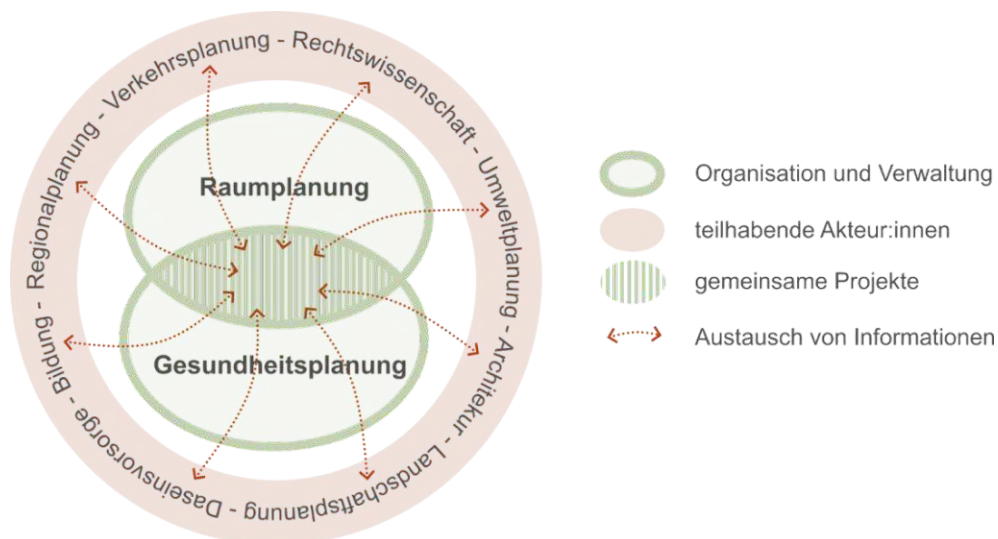 Regionalplanung - Verkehrsplanung - Rechtswissenschaft - Umweltplanung - Architekur - Landschaftsplanung - Daseinsvorsorge - Bildung -
Raumplanung
Gesundheitsplanung
Organisation und Verwaltung
teilhabende Akteur:innen
gemeinsame Projekte
Austausch von Informationen